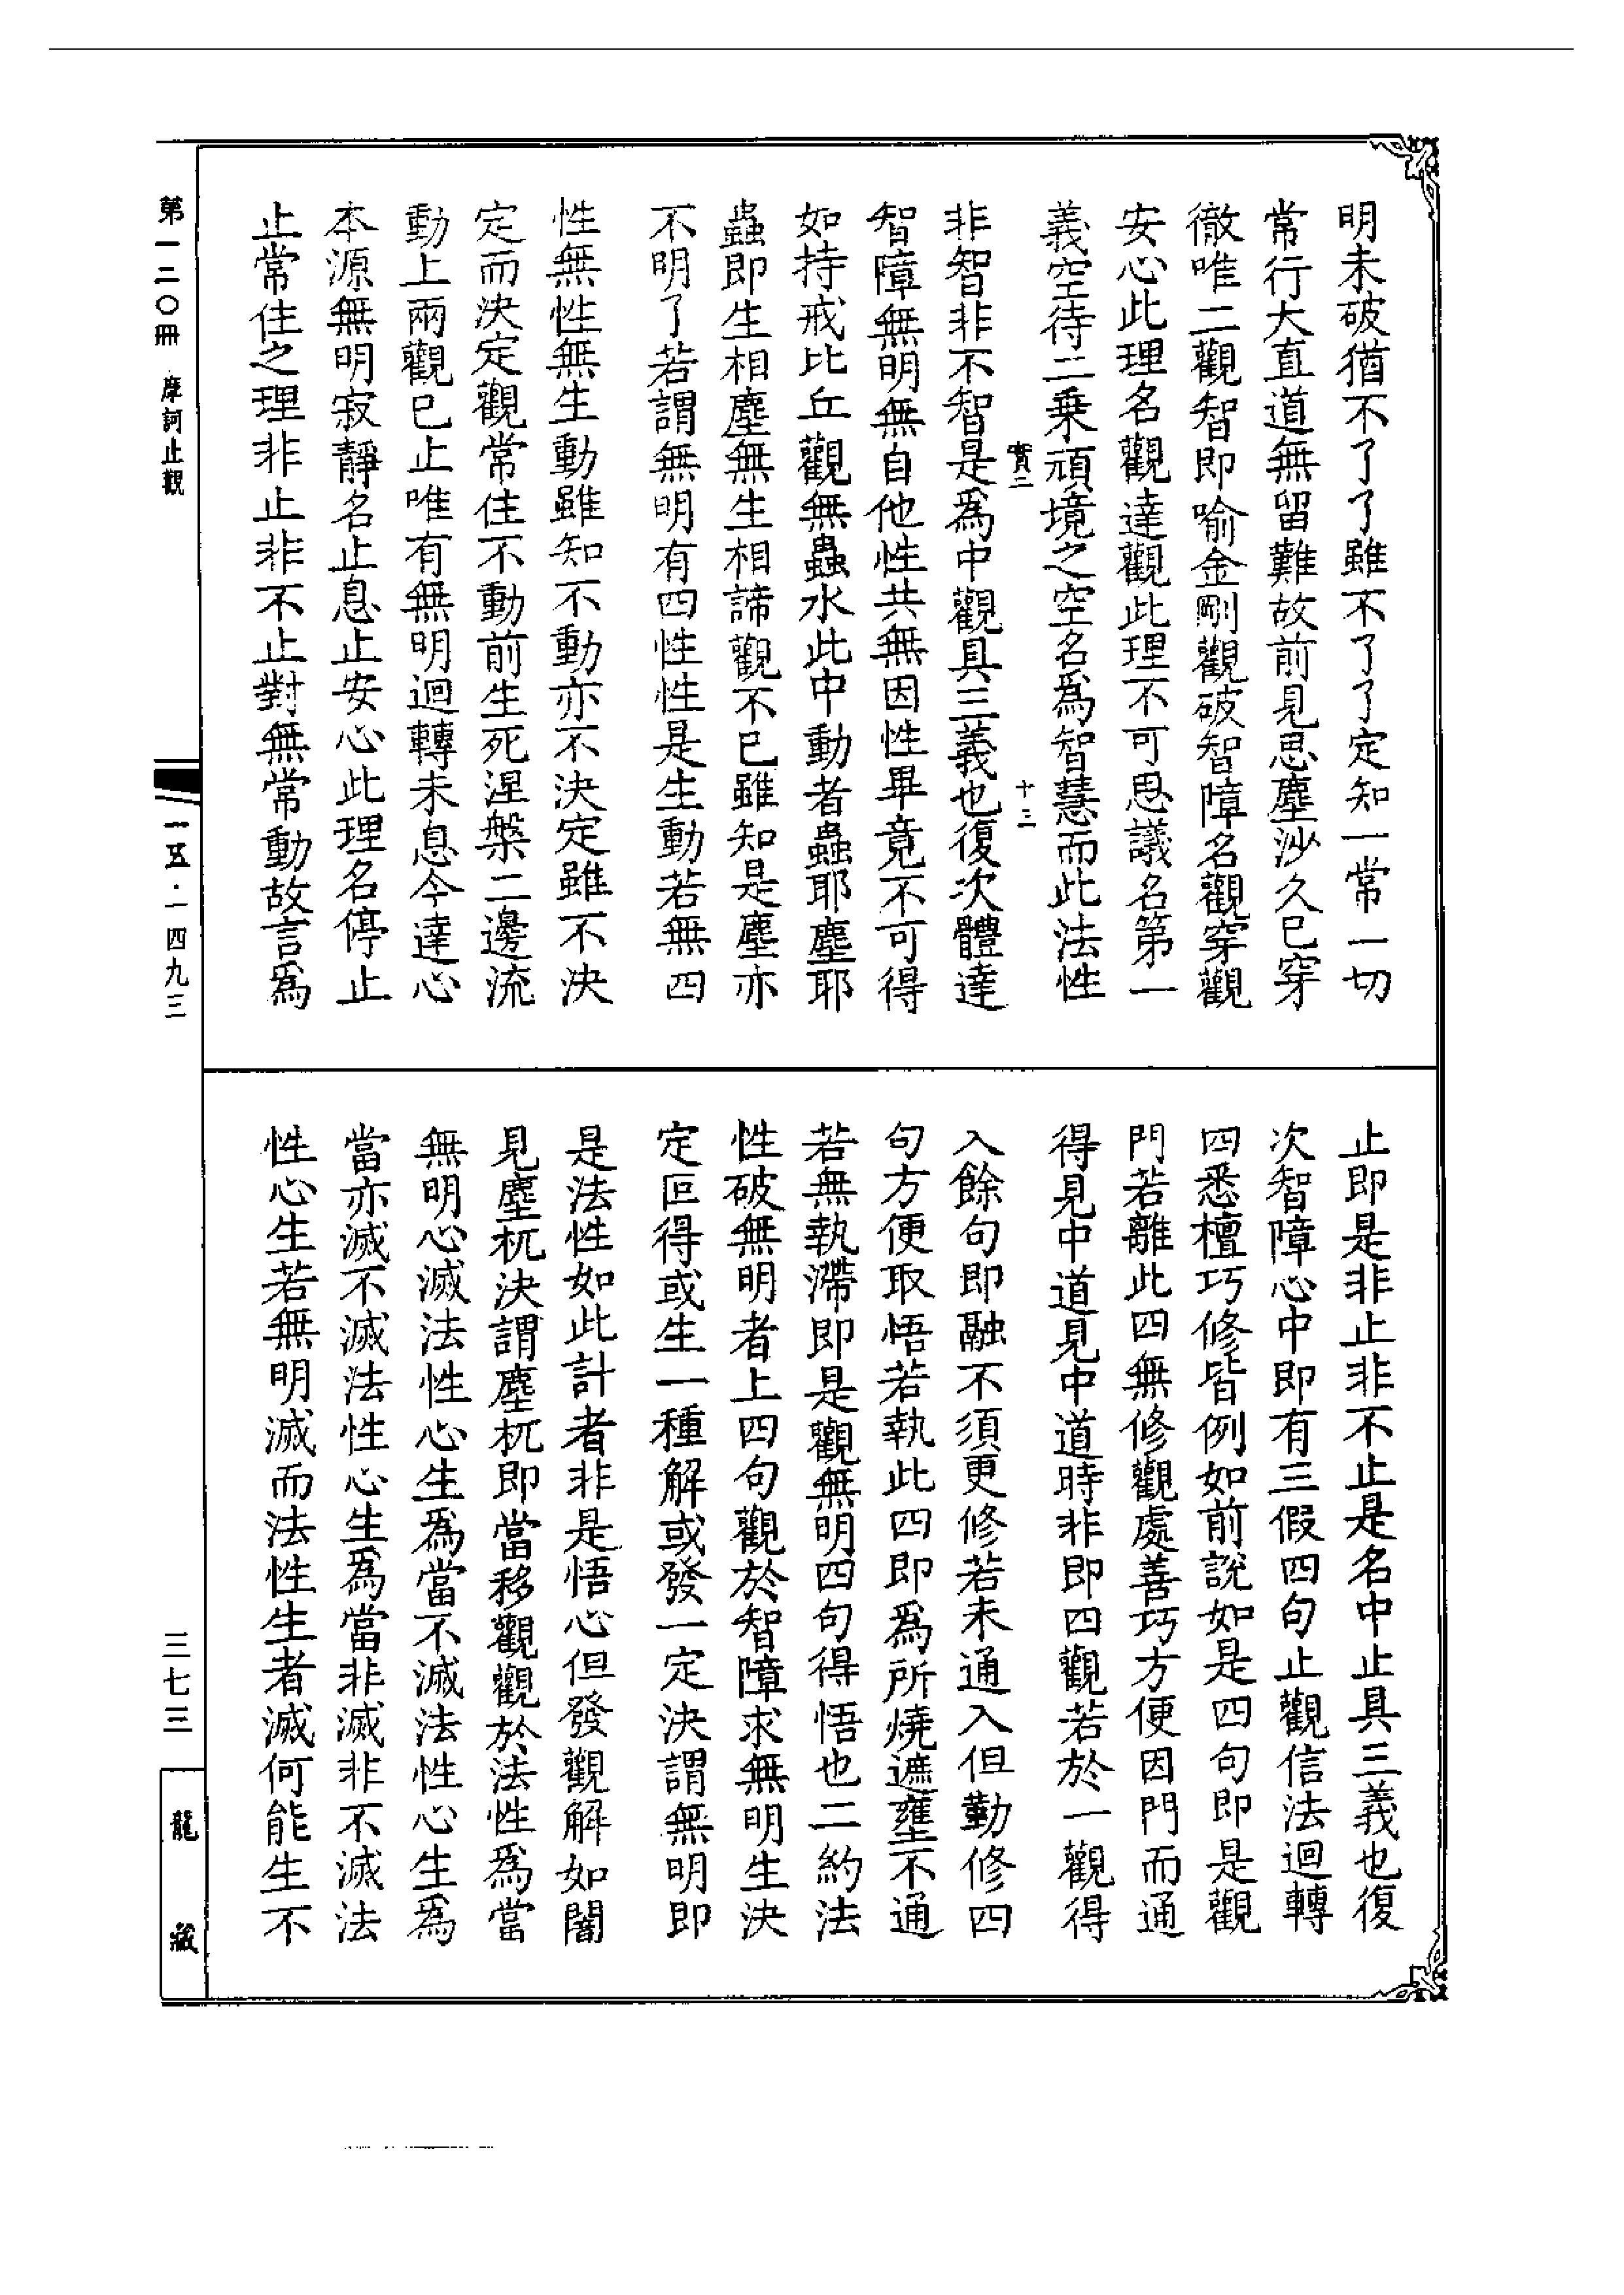 明未破猶不了了雖不了了定知一常一切
常行大直道無留難故前見思塵沙久已穿
徹唯二觀智即喻金剛觀破智障名觀穿觀
安心此理名觀達觀此理不可思議名第一
義空待二乗頑境之空名爲智慧而此法性
實二　十三
非智非不智是爲中觀具三義也復次體達
智障無明無自他性共無因性畢竟不可得
如持戒比丘觀無蟲水此中動者蟲耶塵耶
蟲即生相塵無生相諦觀不已雖知是塵亦
不明了若謂無明有四性性是生動若無四
性無性無生動雖知不動亦不決定雖不決
定而決定觀常住不動前生死涅槃二邊流
動上兩觀已止唯有無明迴轉未息今達心
本源無明寂靜名止息止安心此理名停止
止常住之理非止非不止對無常動故言爲
止即是非止非不止是名中止具三義也復
次智障心中即有三假四句止觀信法迴轉
四悉檀巧修皆例如前說如是四句即是觀
門若離此四無修觀處善巧方便因門而通
得見中道見中道時非即四觀若於一觀得
入餘句即融不須更修若未通入但勤修四
句方便取悟若執此四即爲所燒遮壅不通
若無執滯即是觀無明四句得悟也二約法
性破無明者上四句觀於智障求無明生決
定叵得或生一種解或發一定決謂無明即
是法性如此計者非是悟心但發觀解如闇
見塵杌決謂塵杌即當移觀觀於法性爲當
無明心滅法性心生爲當不滅法性心生爲
當亦滅不滅法性心生爲當非滅非不滅法
性心生若無明滅而法性生者滅何能生不
第一二〇冊　摩訶止觀
一五·一四九三
三七三
龍藏